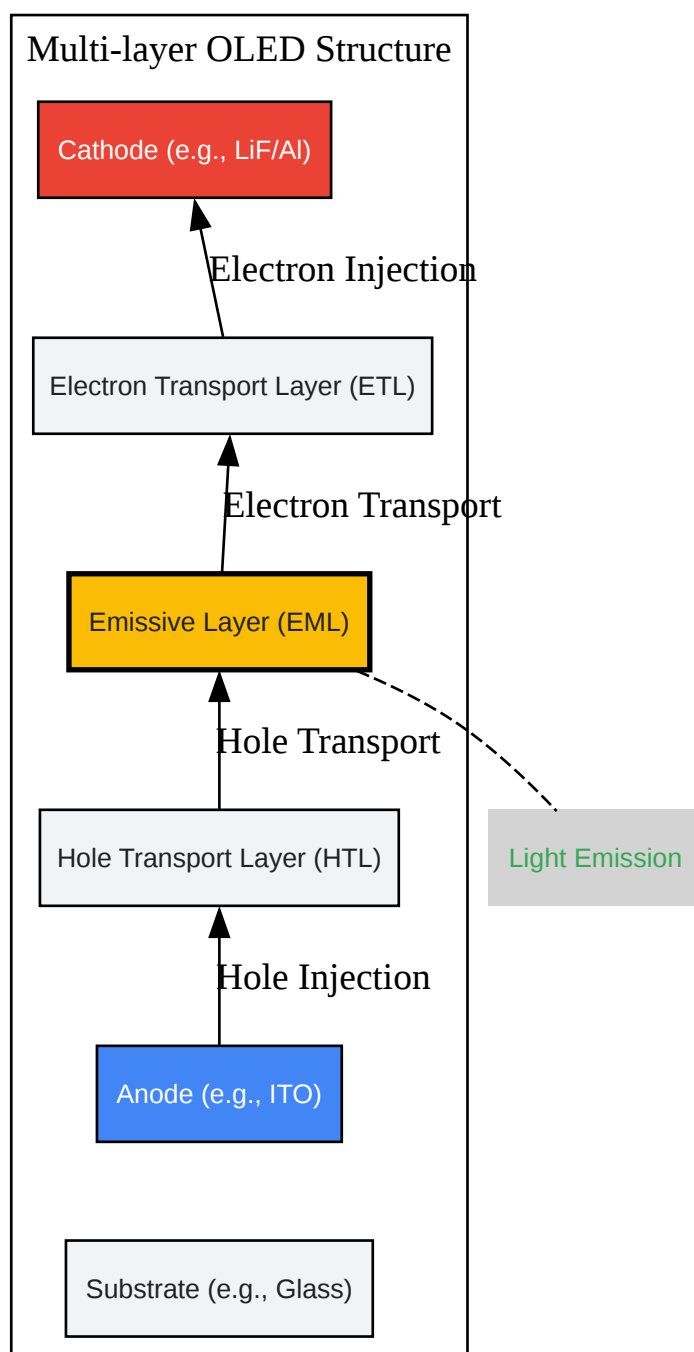 Multi-layer OLED Structure
Cathode (e.g., LiF/Al)
Electron Injection
Electron Transport Layer (ETL)
Electron Transport
Emissive Layer (EML)
Hole Transport
Hole Transport Layer (HTL)
Light Emission
Hole Injection
Anode (e.g., ITO)
Substrate (e.g., Glass)